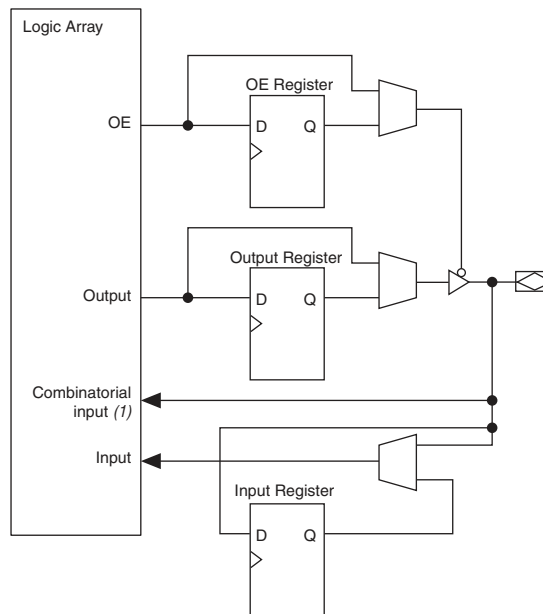 Logic Array
OE Register
OE
D Q
Output Register
Output
D Q
Combinatorial
input (1)
Input
Input Register
D Q